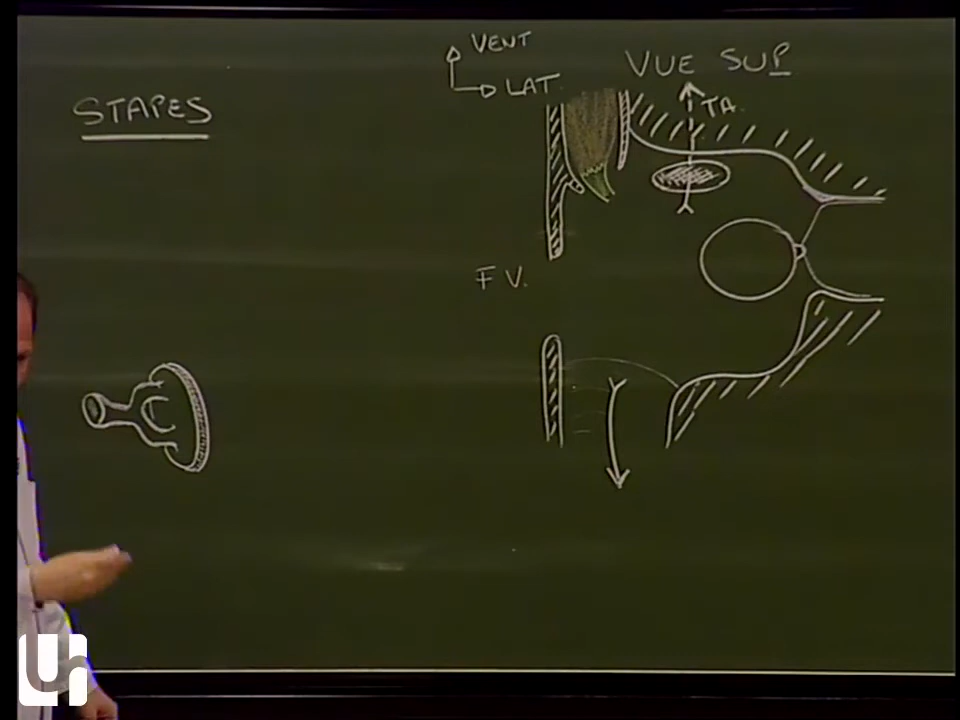 STAPES
VENT
LAT.
VUE SUP
TA.
F V.